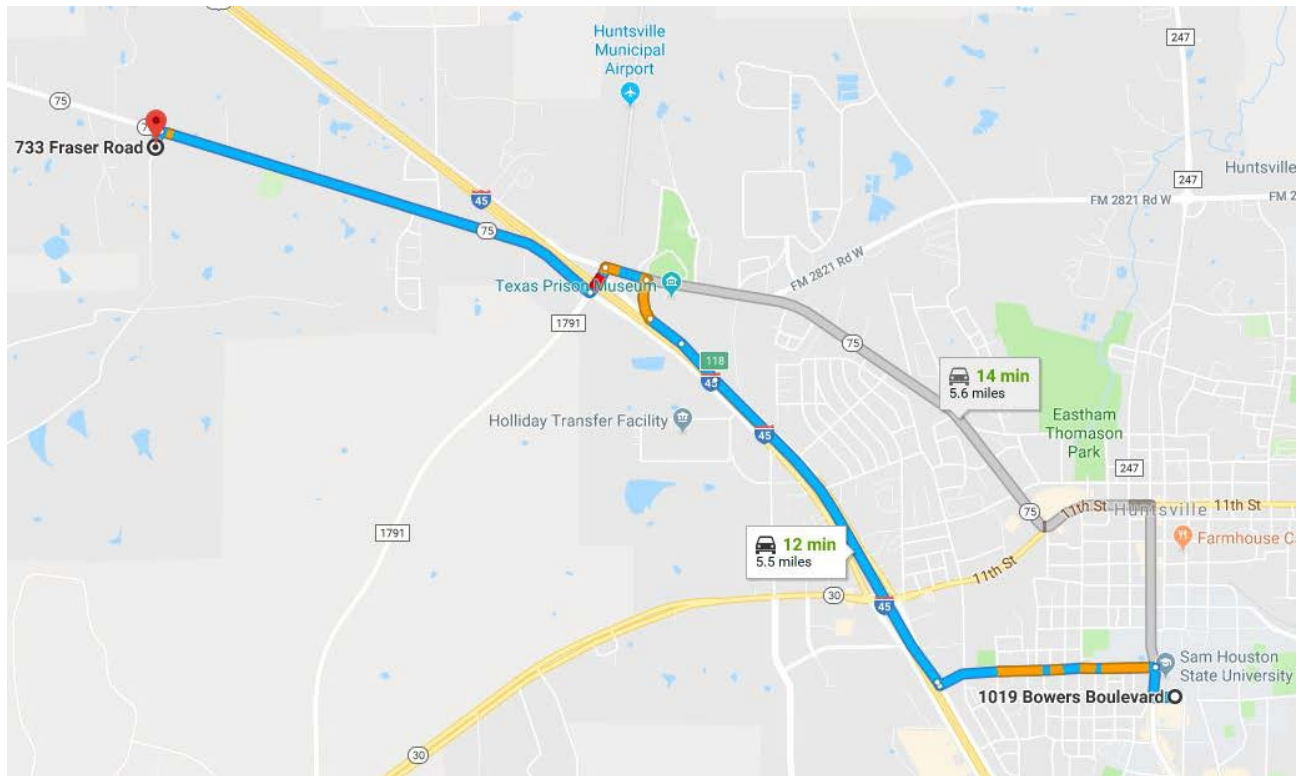 247
Huntsville
Municipal
Airport
75
733 Fraser Road
45
247
Huntsville
FM 2821 Rd W
FM 2
75
FM 2821 Rd W
Texas Prison Museum
1791
75
118
45
14 min
5.6 miles
Holliday Transfer Facility
45
Eastham
Thomason
Park
247
75
11th St
Huntsville
11th St
1791
Farmhouse Ca
12 min
5.5 miles
11th St
30
45
Sam Houston
State University
1019 Bowers Boulevard
30